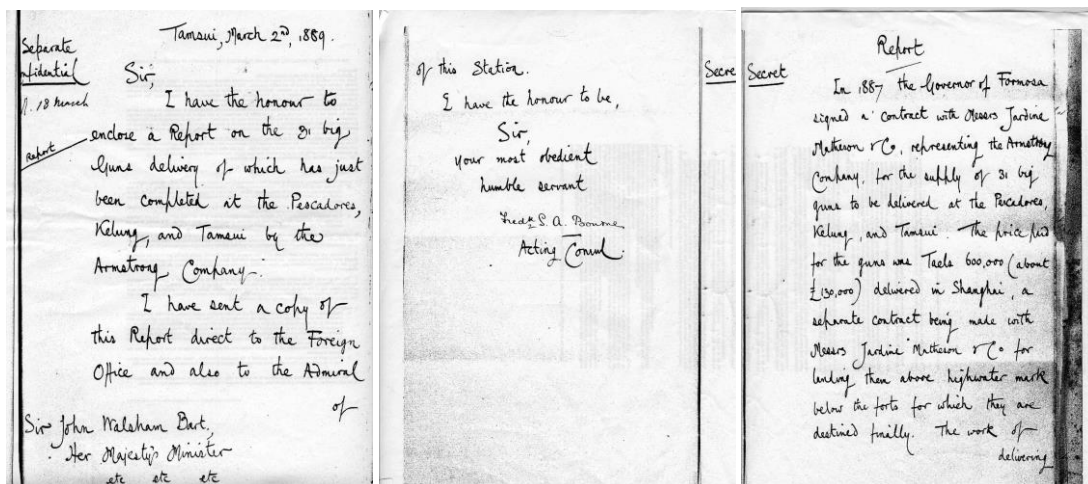 Tamsui, March 2nd, 1889.
Separate
Confidential
R. 18 March
Report
Sir,
I have the honour to
enclose a Report on the 31 big
Guns delivery of which has just
been completed at the Pescadores,
Kelung, and Tamsui by the
Armstrong Company.
I have sent a copy of
this Report direct to the Foreign
Office and also to the Admiral
of
Sir John Walsham Bart.,
Her Majesty's Minister
etc etc etc
of this Station.
I have the honour to be,
Sir,
your most obedient
humble servant
Fredk S. A. Bourne
Acting Consul.
Secre
Secret
Report
In 1887 the Governor of Formosa
signed a contract with Messrs Jardine
Matheson & Co, representing the Armstrong
Company, for the supply of 31 big
guns to be delivered at the Pescadores,
Kelung, and Tamsui. The price paid
for the guns was Taels 600,000 (about
£130,000) delivered in Shanghai, a
separate contract being made with
Messrs Jardine Matheson & Co for
landing them above highwater mark
below the forts for which they are
destined finally. The work of
delivering